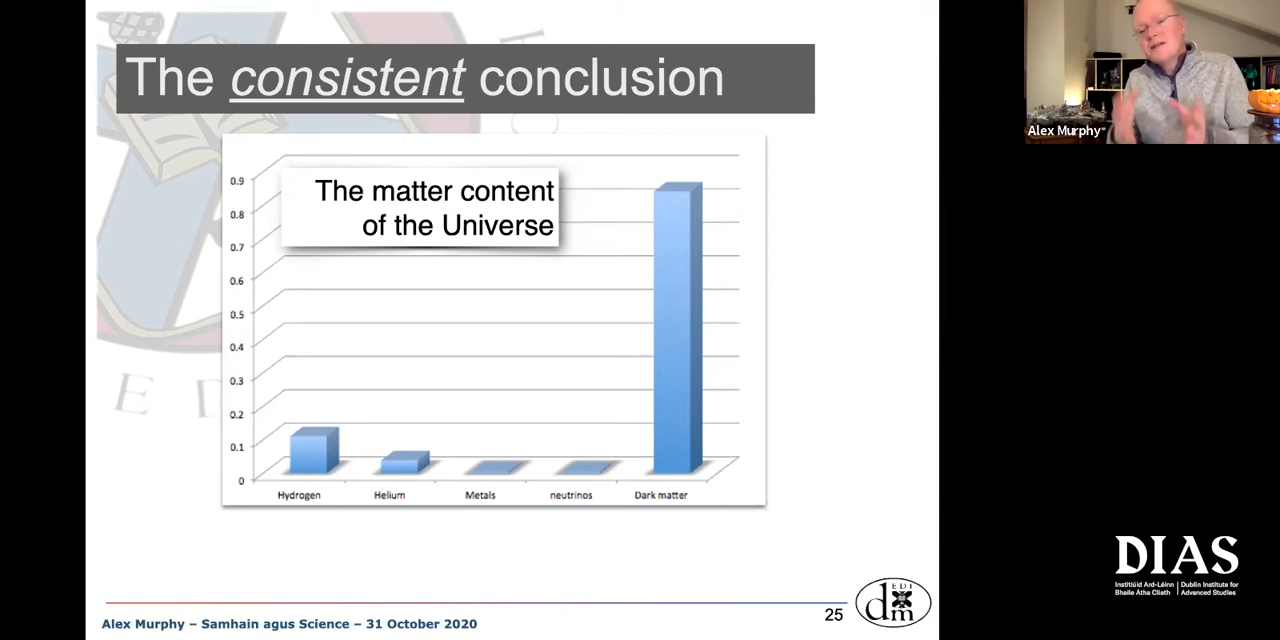 The consistent conclusion
Alex Murphy
The matter content
of the Universe
0.9
0.8
0.7
0.6
0.5
0.4
0.3
0.2
0.1
0
Hydrogen
Helium
Metals
neutrinos
Dark matter
E D
DIAS
Institiúid Ard-Léinn | Dublin Institute for
Bhaile Átha Cliath | Advanced Studies
EDI
dm
25
Alex Murphy – Samhain agus Science – 31 October 2020